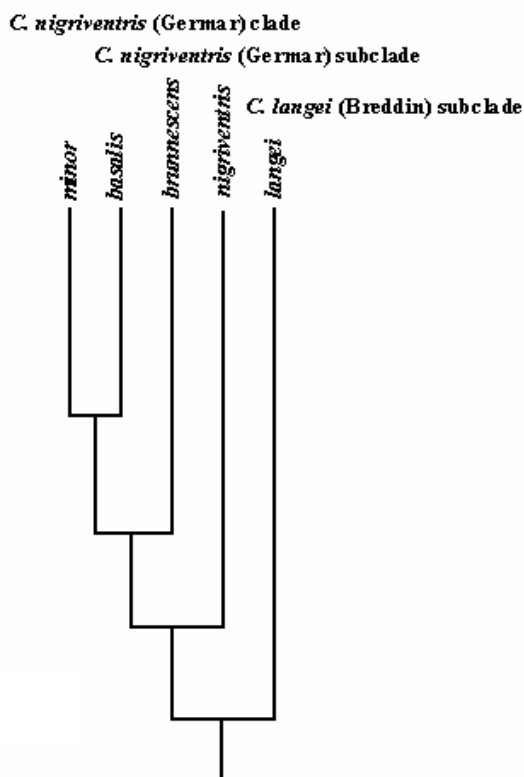 C. nigriventris (Germar) clade
C. nigriventris (Germar) subclade
C. langei (Breddin) subclade
minor
basalis
brunnescens
nigriventris
langei